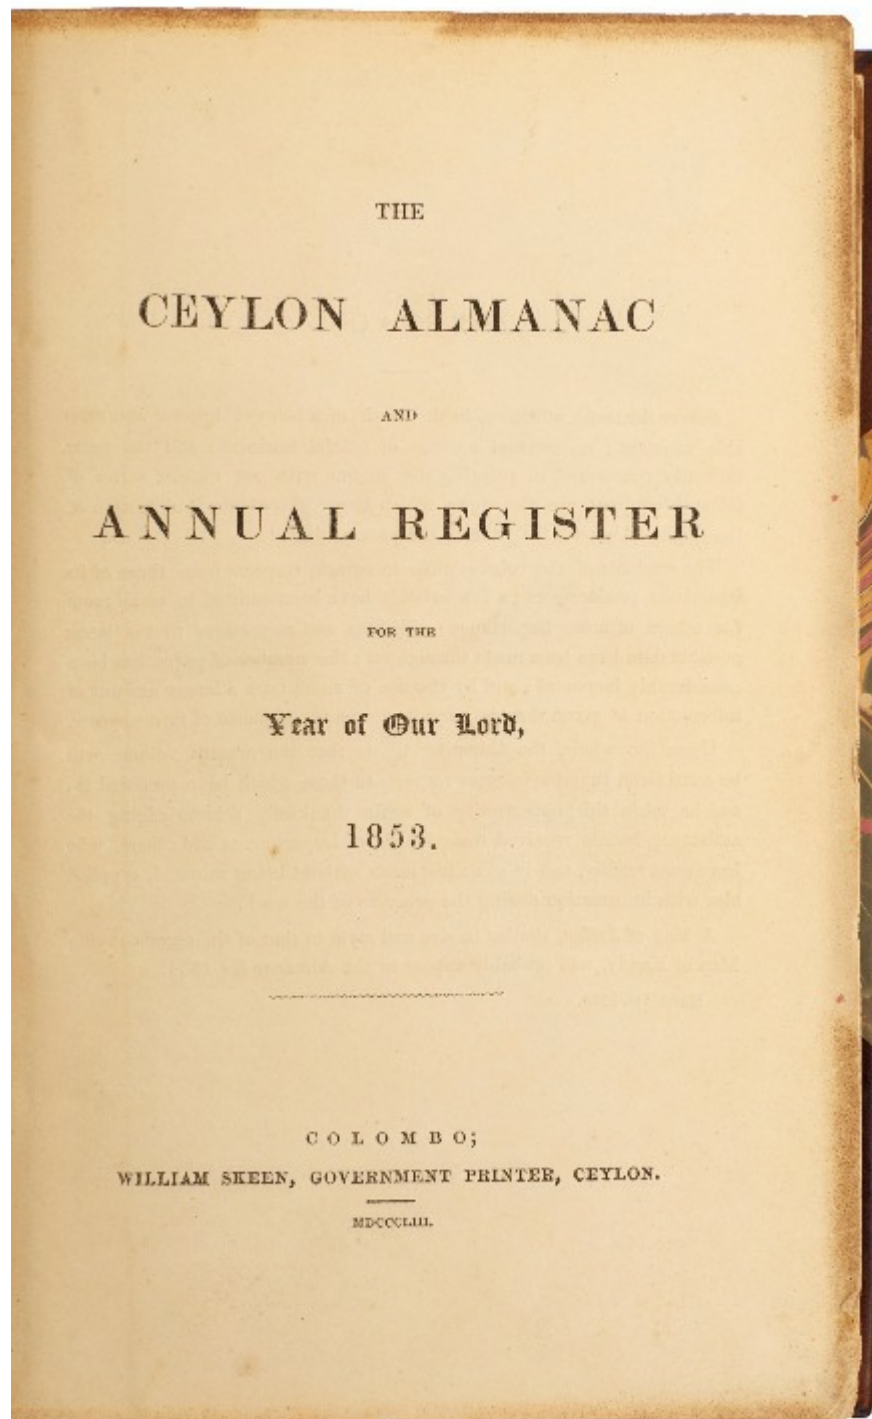 THE
CEYLON ALMANAC
AND
ANNUAL REGISTER
FOR THE
Year of Our Lord,
1853.
COLOMBO;
WILLIAM SKEEN, GOVERNMENT PRINTER, CEYLON.
MDCCCLIII.